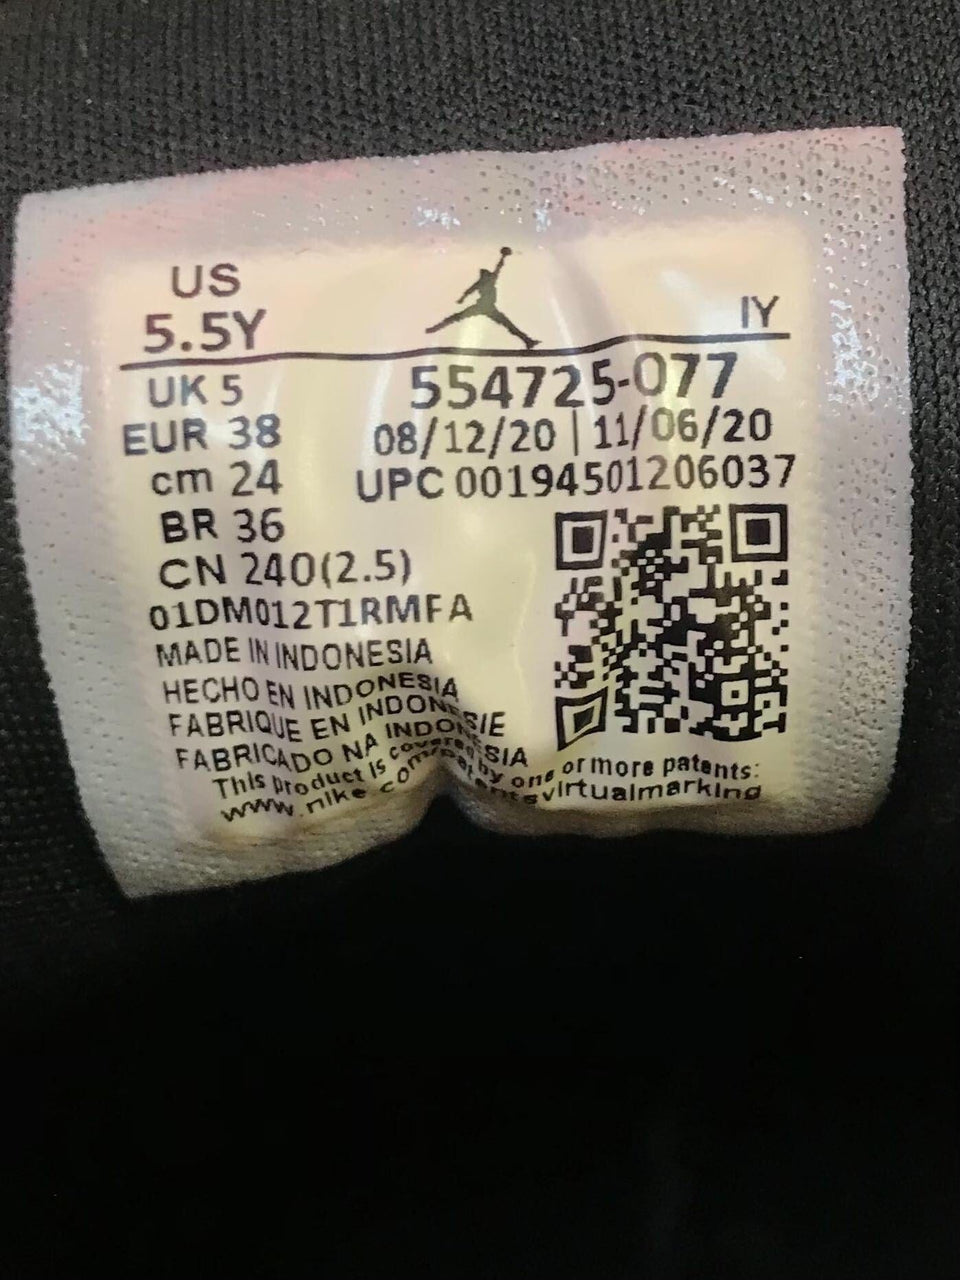 US
5.5Y
IY
UK 5
554725-077
EUR 38
08/12/20 | 11/06/20
cm 24
UPC 00194501206037
BR 36
CN 240(2.5)
01DM012T1RMFA
MADE IN INDONESIA
HECHO EN INDONESIA
FABRIQUE EN INDONESIE
FABRICADO NA INDONESIA
This product is covered by one or more patents:
www.nike.com/patentsvirtualmarking